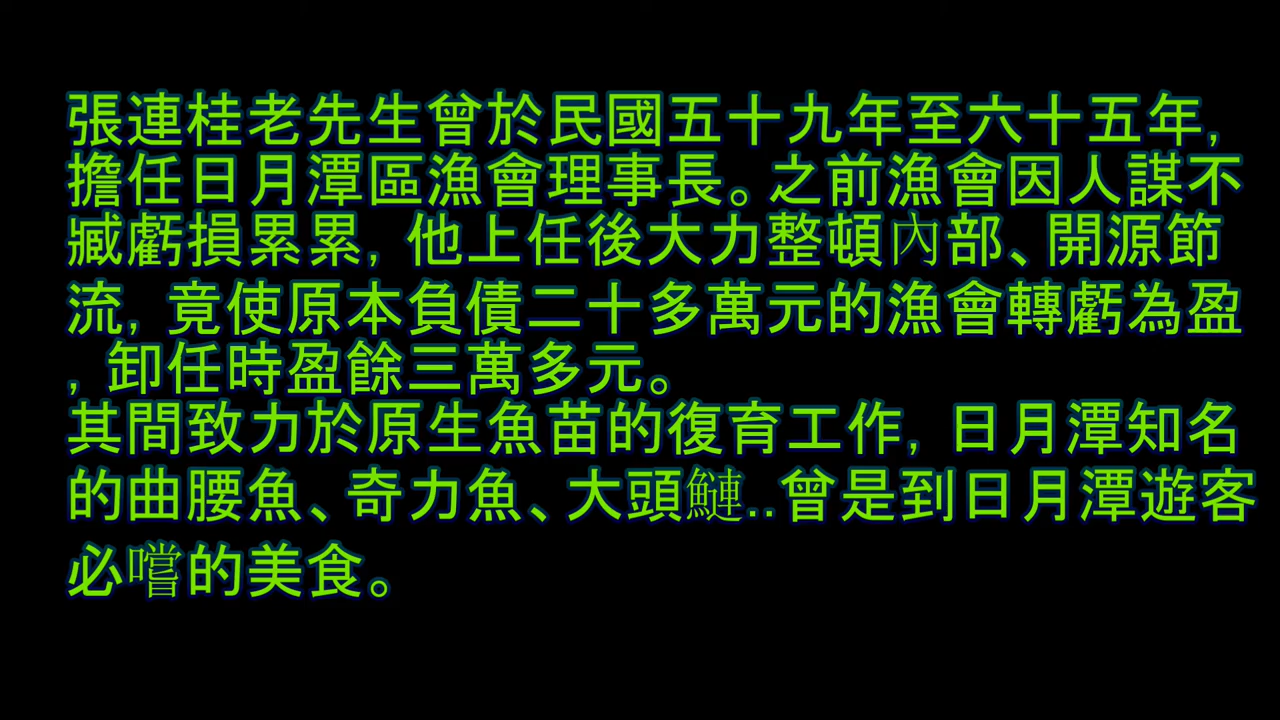 張連桂老先生曾於民國五十九年至六十五年,
擔任日月潭區漁會理事長。之前漁會因人謀不
臧虧損累累, 他上任後大力整頓內部、開源節
流, 竟使原本負債二十多萬元的漁會轉虧為盈
, 卸任時盈餘三萬多元。
其間致力於原生魚苗的復育工作, 日月潭知名
的曲腰魚、奇力魚、大頭鰱..曾是到日月潭遊客
必嚐的美食。